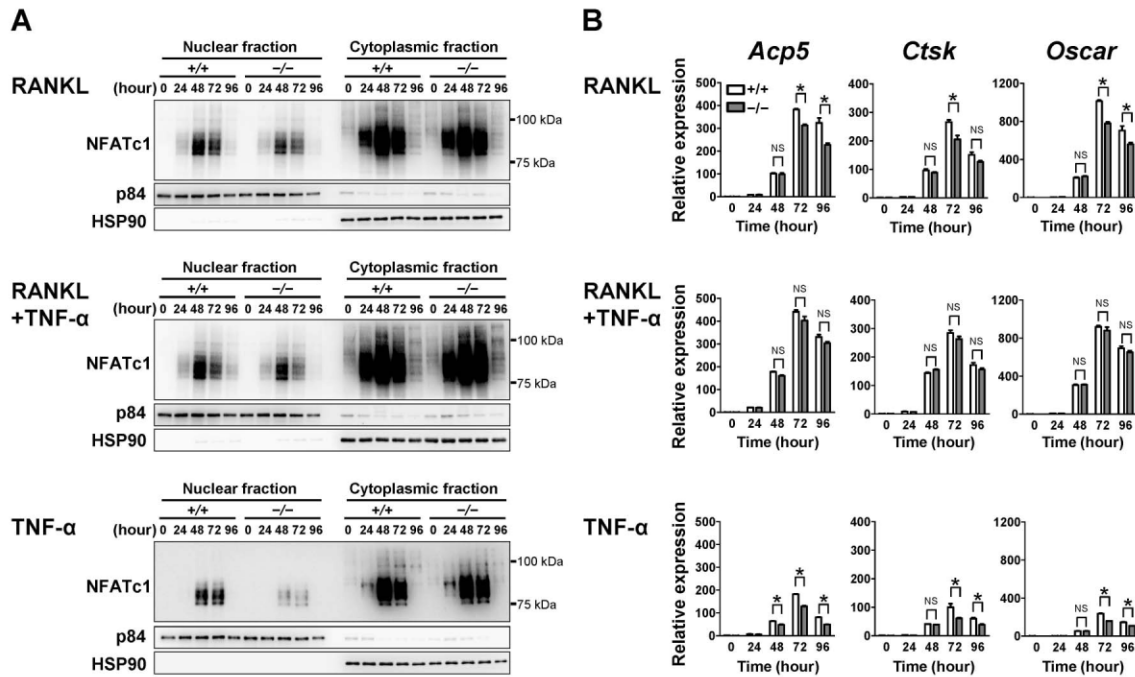 A
Nuclear fraction Cytoplasmic fraction
+/+ −/− +/+ −/−
RANKL (hour) 0 24 48 72 96 0 24 48 72 96 0 24 48 72 96 0 24 48 72 96
NFATc1
100 kDa
75 kDa
p84
HSP90
Nuclear fraction Cytoplasmic fraction
+/+ −/− +/+ −/−
RANKL
+TNF-α
(hour) 0 24 48 72 96 0 24 48 72 96 0 24 48 72 96 0 24 48 72 96
NFATc1
100 kDa
75 kDa
p84
HSP90
Nuclear fraction Cytoplasmic fraction
+/+ −/− +/+ −/−
TNF-α (hour) 0 24 48 72 96 0 24 48 72 96 0 24 48 72 96 0 24 48 72 96
NFATc1
100 kDa
75 kDa
p84
HSP90
B
Acp5 Ctsk Oscar
RANKL
Relative expression
500
400
300
200
100
0
+/+
−/−
NS * *
0 24 48 72 96
Time (hour)
400
300
200
100
0
NS * NS
0 24 48 72 96
Time (hour)
1200
900
600
300
0
NS * *
0 24 48 72 96
Time (hour)
RANKL
+TNF-α
Relative expression
500
400
300
200
100
0
NS NS NS
0 24 48 72 96
Time (hour)
400
300
200
100
0
NS NS NS
0 24 48 72 96
Time (hour)
1200
900
600
300
0
NS NS NS
0 24 48 72 96
Time (hour)
TNF-α
Relative expression
500
400
300
200
100
0
* * *
0 24 48 72 96
Time (hour)
400
300
200
100
0
NS * *
0 24 48 72 96
Time (hour)
1200
900
600
300
0
NS * *
0 24 48 72 96
Time (hour)